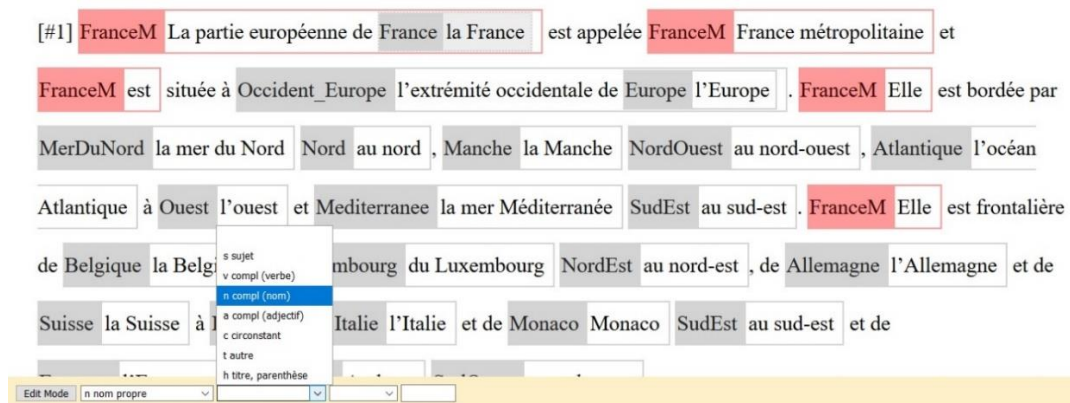 [#1] FranceM La partie européenne de France la France est appelée FranceM France métropolitaine et
FranceM est située à Occident_Europe l’extrémité occidentale de Europe l’Europe . FranceM Elle est bordée par
MerDuNord la mer du Nord Nord au nord , Manche la Manche NordOuest au nord-ouest , Atlantique l’océan
Atlantique à Ouest l’ouest et Mediterranee la mer Méditerranée SudEst au sud-est . FranceM Elle est frontalière
de Belgique la Belgi mbourg du Luxembourg NordEst au nord-est , de Allemagne l’Allemagne et de
Suisse la Suisse à Italie l’Italie et de Monaco Monaco SudEst au sud-est et de
s sujet
v compl (verbe)
n compl (nom)
a compl (adjectif)
c circonstant
t autre
h titre, parenthèse
Edit Mode n nom propre